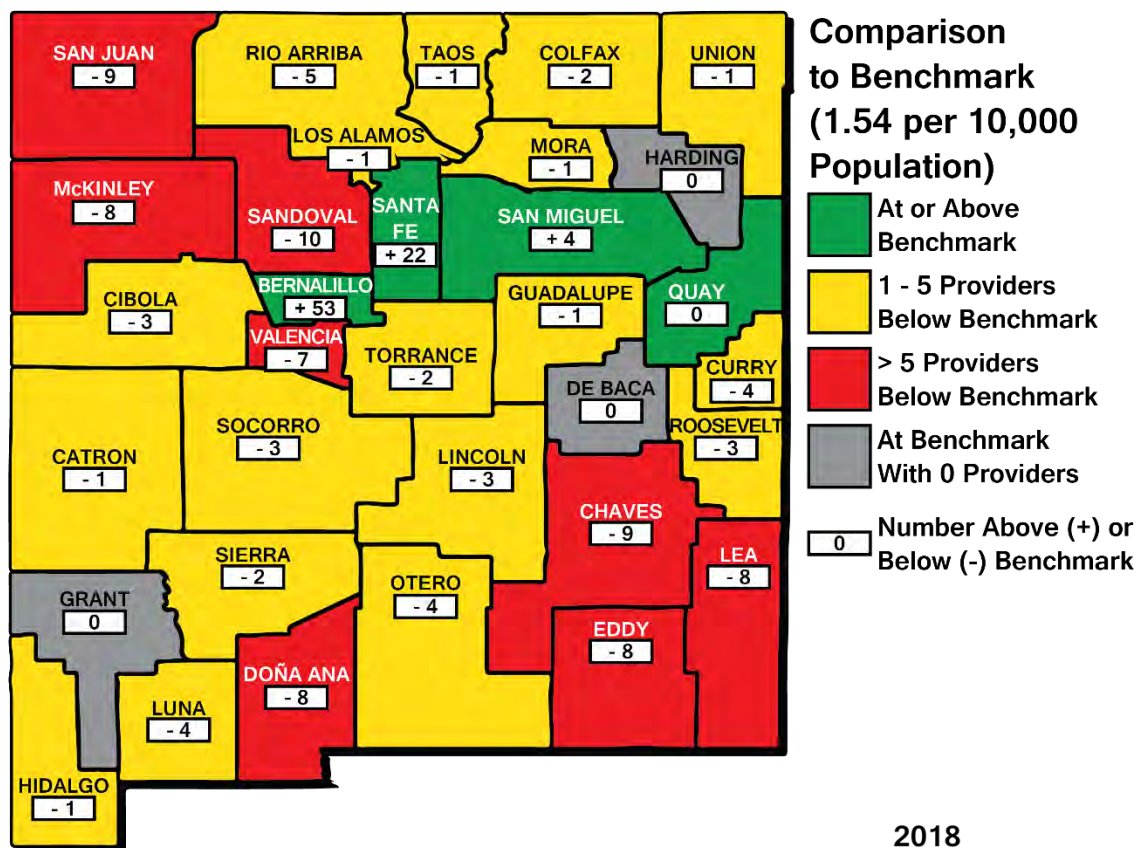 SAN JUAN
- 9
RIO ARRIBA
- 5
TAOS
- 1
COLFAX
- 2
UNION
- 1
LOS ALAMOS
- 1
MORA
- 1
HARDING
0
McKINLEY
- 8
SANDOVAL
- 10
SANTA
FE
+ 22
SAN MIGUEL
+ 4
BERNALILLO
+ 53
CIBOLA
- 3
GUADALUPE
- 1
QUAY
0
VALENCIA
- 7
TORRANCE
- 2
CURRY
- 4
DE BACA
0
ROOSEVELT
- 3
SOCORRO
- 3
CATRON
- 1
LINCOLN
- 3
CHAVES
- 9
LEA
- 8
SIERRA
- 2
OTERO
- 4
GRANT
0
EDDY
- 8
DOÑA ANA
- 8
LUNA
- 4
HIDALGO
- 1
Comparison
to Benchmark
(1.54 per 10,000
Population)
At or Above
Benchmark
1 - 5 Providers
Below Benchmark
> 5 Providers
Below Benchmark
At Benchmark
With 0 Providers
0
Number Above (+) or
Below (-) Benchmark
2018